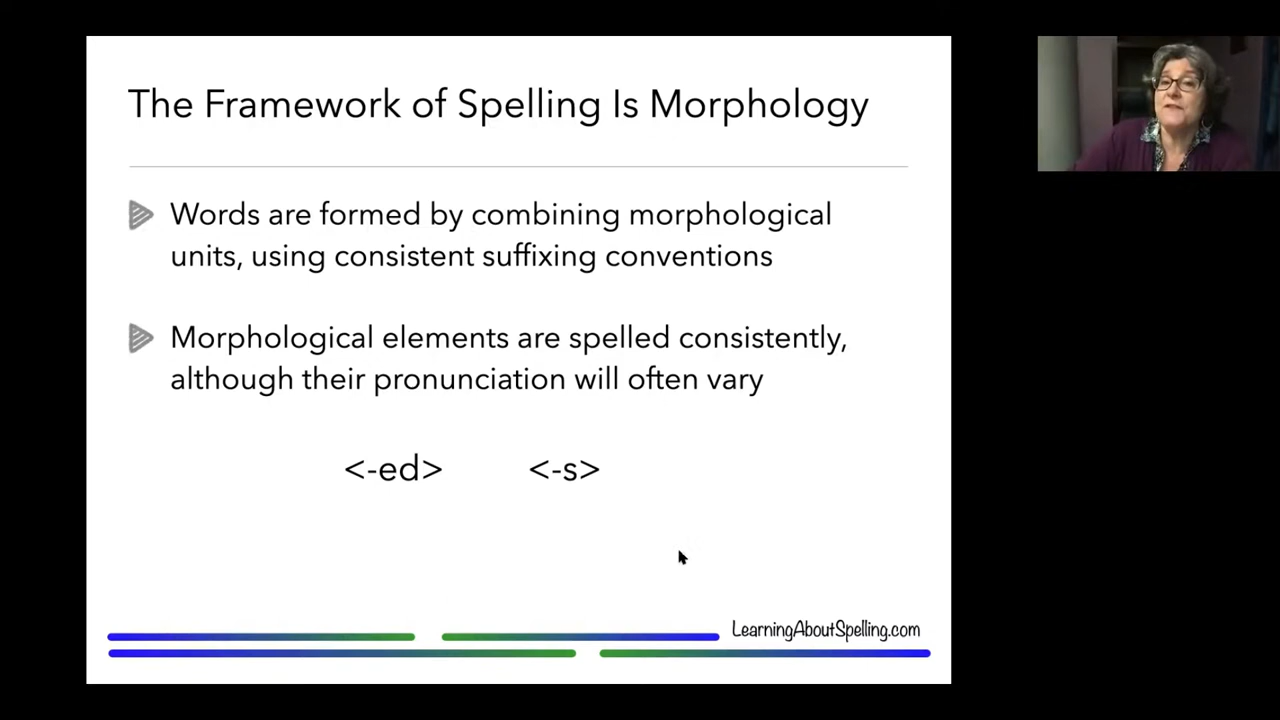 The Framework of Spelling Is Morphology
Words are formed by combining morphological
units, using consistent suffixing conventions
Morphological elements are spelled consistently,
although their pronunciation will often vary
<-ed> <-s>
LearningAboutSpelling.com